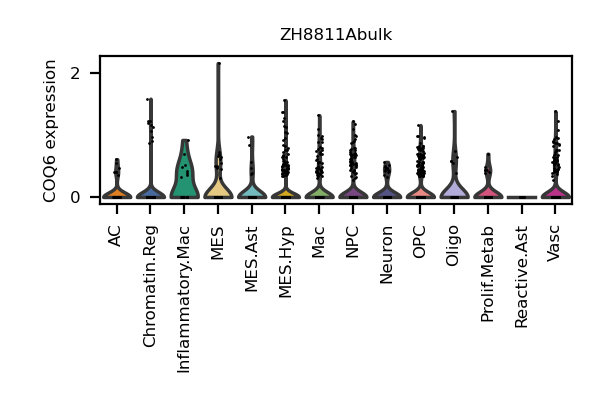 ZH8811Abulk
COQ6 expression
2
0
AC
Chromatin.Reg
Inflammatory.Mac
MES
MES.Ast
MES.Hyp
Mac
NPC
Neuron
OPC
Oligo
Prolif.Metab
Reactive.Ast
Vasc